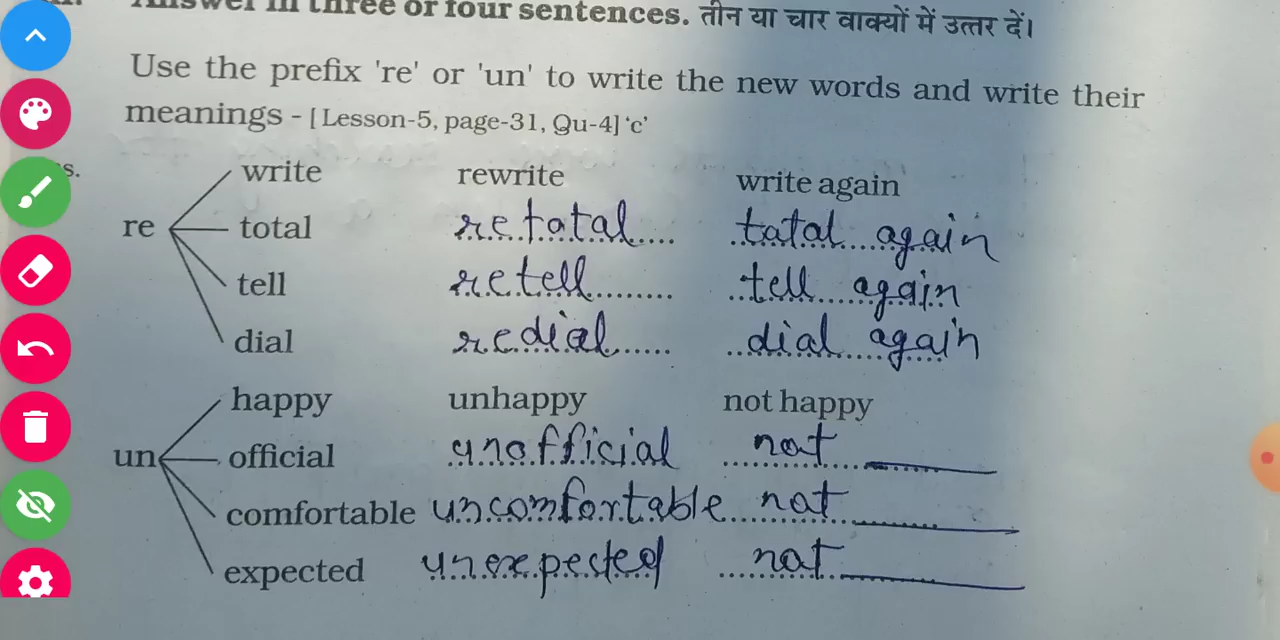 Answer in three or four sentences. तीन या चार वाक्यों में उत्तर दें।
Use the prefix 're' or 'un' to write the new words and write their
meanings - [Lesson-5, page-31, Qu-4] 'c'
s.
write rewrite write again
re total retotal tatal again
tell retell tell again
dial redial dial again
happy unhappy not happy
un official unofficial not
comfortable uncomfortable not
expected unexpected not